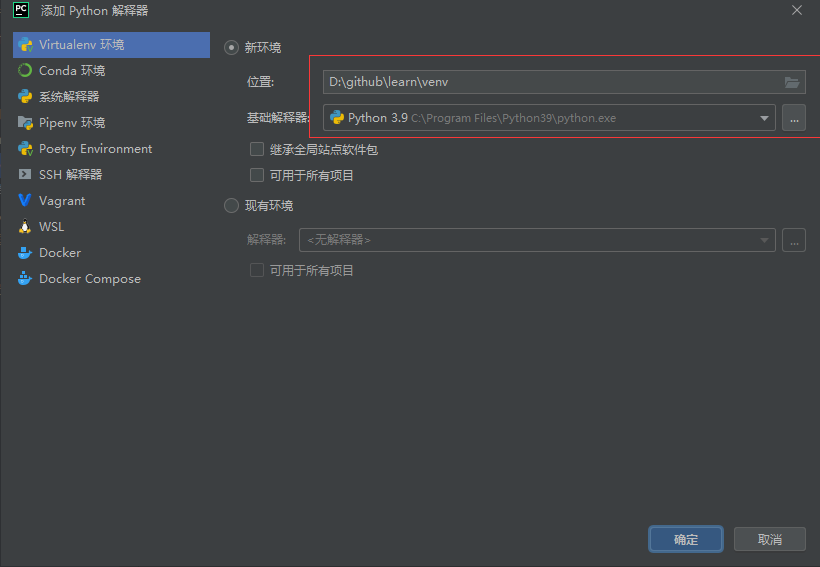 PC 添加 Python 解释器
Virtualenv 环境
Conda 环境
系统解释器
Pipenv 环境
Poetry Environment
SSH 解释器
Vagrant
WSL
Docker
Docker Compose
新环境
位置:
D:\github\learn\venv
基础解释器:
Python 3.9 C:\Program Files\Python39\python.exe
...
继承全局站点软件包
可用于所有项目
现有环境
解释器:
<无解释器>
...
可用于所有项目
确定
取消